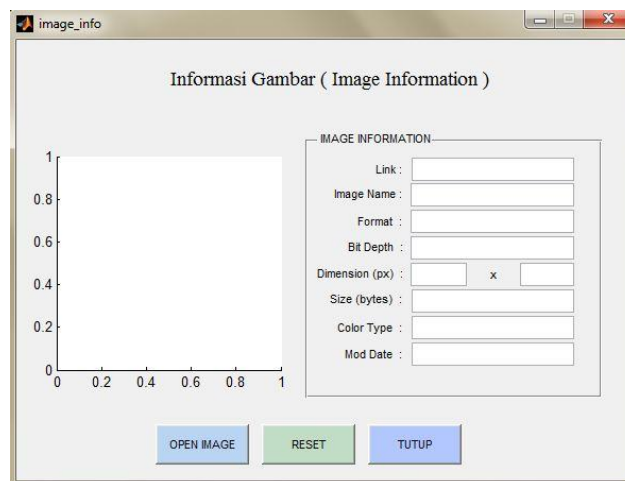 image_info
Informasi Gambar ( Image Information )
1
0.8
0.6
0.4
0.2
0
0 0.2 0.4 0.6 0.8 1
IMAGE INFORMATION
Link :
Image Name :
Format :
Bit Depth :
Dimension (px) : x
Size (bytes) :
Color Type :
Mod Date :
OPEN IMAGE RESET TUTUP